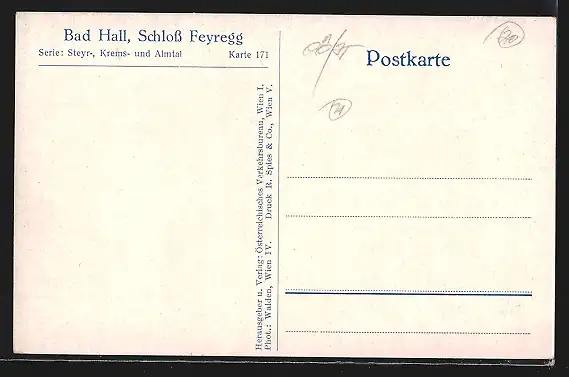 Bad Hall, Schloß Feyregg
Serie: Steyr-, Krems- und Almtal Karte 171
Herausgeber u. Verlag: Österreichisches Verkehrsbureau, Wien I.
Phot.: Walden, Wien IV. Druck R. Spies & Co., Wien V.
Postkarte